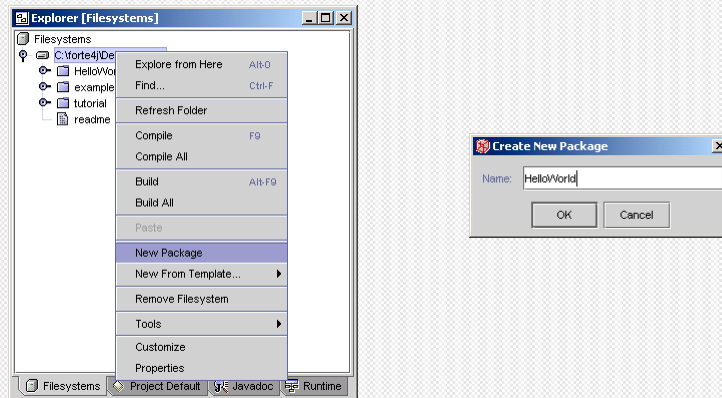 Explorer [Filesystems]
Filesystems
C:\forte4j\De
HelloWor
example
tutorial
readme
Explore from Here Alt-O
Find... Ctrl-F
Refresh Folder
Compile F9
Compile All
Build Alt-F9
Build All
Paste
New Package
New From Template...
Remove Filesystem
Tools
Customize
Properties
Filesystems Project Default Javadoc Runtime
Create New Package
Name: HelloWorld
OK Cancel